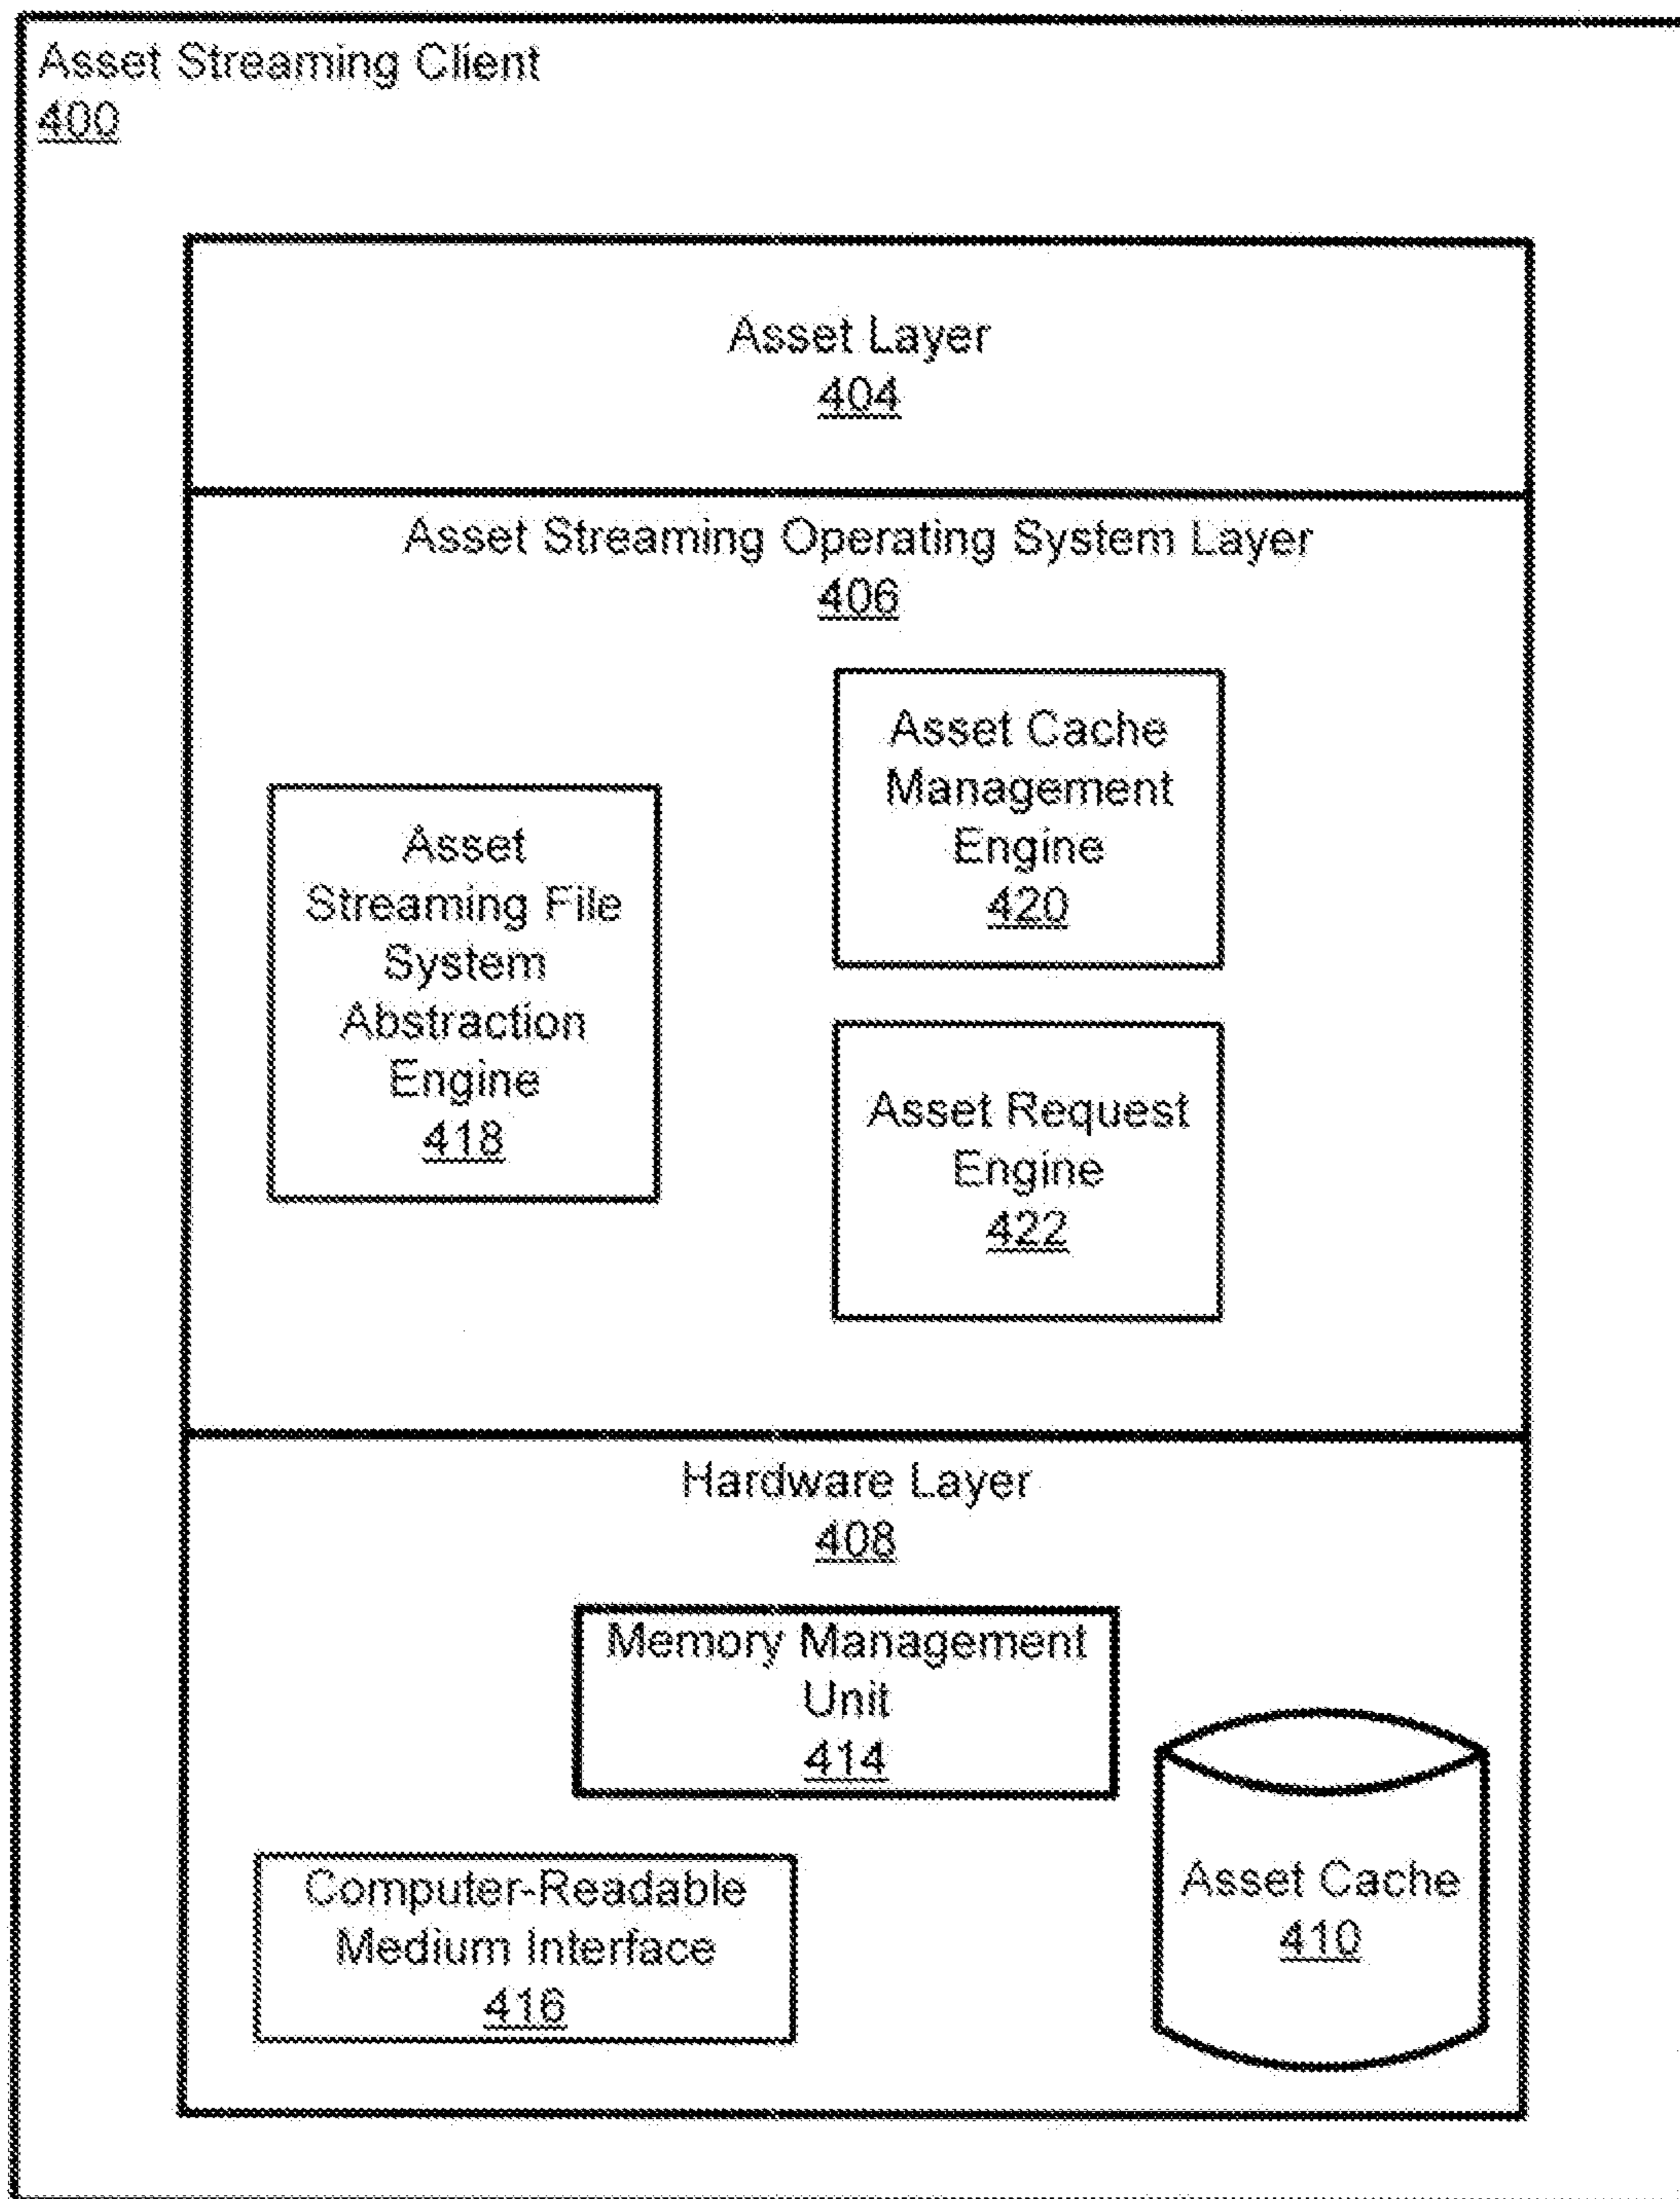 Asset Streaming Client
400
Asset Layer
404
Asset Streaming Operating System Layer
406
Asset Cache
Management
Engine
420
Asset
Streaming File
System
Abstraction
Engine
418
Asset Request
Engine
422
Hardware Layer
408
Memory Management
Unit
414
Computer-Readable
Medium Interface
416
Asset Cache
410